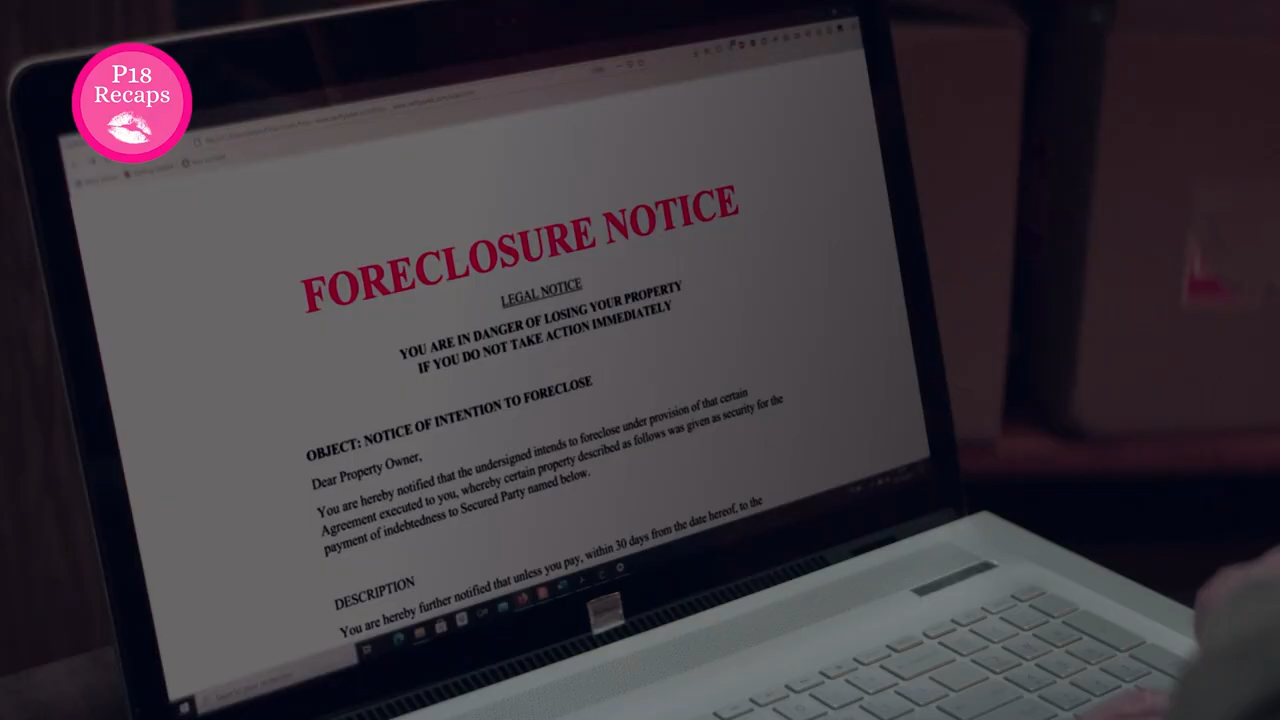 P18
Recaps
FORECLOSURE NOTICE
LEGAL NOTICE
YOU ARE IN DANGER OF LOSING YOUR PROPERTY
IF YOU DO NOT TAKE ACTION IMMEDIATELY
OBJECT: NOTICE OF INTENTION TO FORECLOSE
Dear Property Owner,
You are hereby notified that the undersigned intends to foreclose under provision of that certain
Agreement executed to you, whereby certain property described as follows was given as security for the
payment of indebtedness to Secured Party named below.
DESCRIPTION
You are hereby further notified that unless you pay, within 30 days from the date hereof, to the